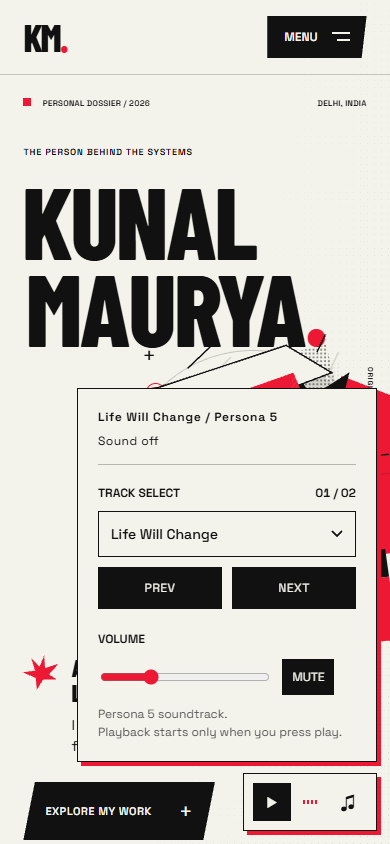 KM.
MENU
PERSONAL DOSSIER / 2026
DELHI, INDIA
THE PERSON BEHIND THE SYSTEMS
KUNAL
MAURYA.
Life Will Change / Persona 5
Sound off
TRACK SELECT
01 / 02
Life Will Change
PREV
NEXT
VOLUME
MUTE
Persona 5 soundtrack.
Playback starts only when you press play.
I
EXPLORE MY WORK +